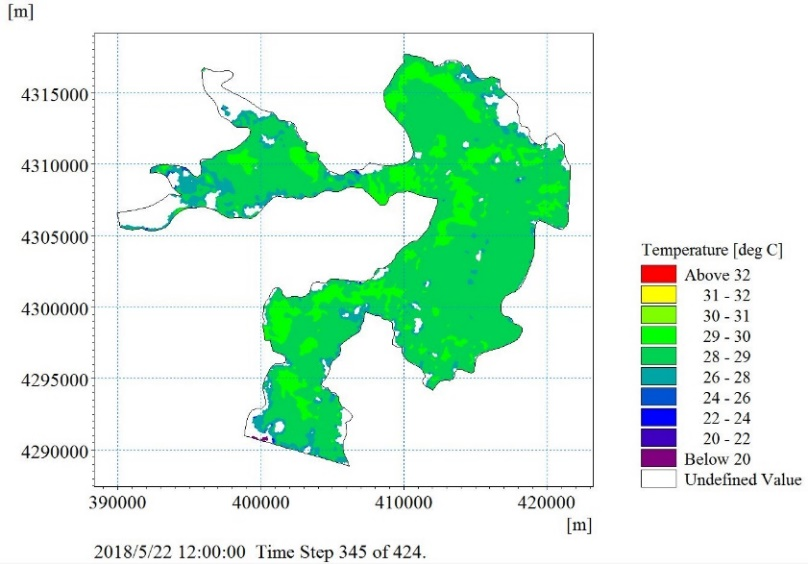 [m]
4315000
4310000
4305000
4300000
4295000
4290000
390000 400000 410000 420000
[m]
Temperature [deg C]
Above 32
31 - 32
30 - 31
29 - 30
28 - 29
26 - 28
24 - 26
22 - 24
20 - 22
Below 20
Undefined Value
2018/5/22 12:00:00 Time Step 345 of 424.